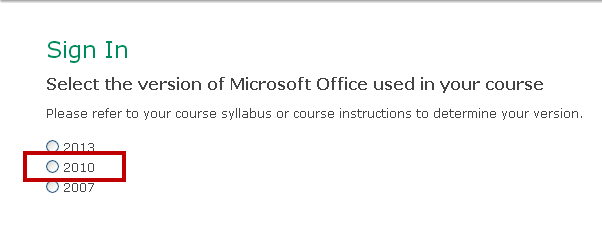 Sign In
Select the version of Microsoft Office used in your course
Please refer to your course syllabus or course instructions to determine your version.
2013
2010
2007